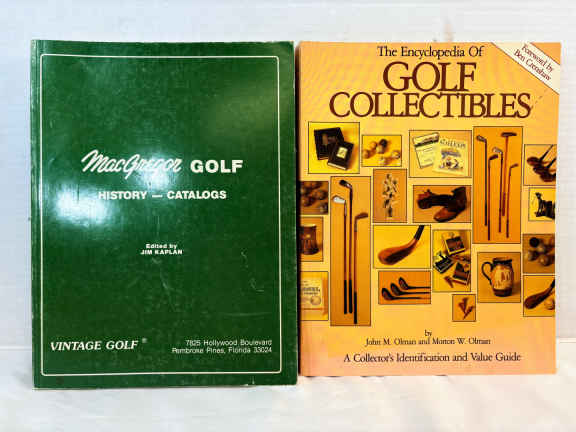 MacGregor GOLF
HISTORY — CATALOGS
Edited by
JIM KAPLAN
VINTAGE GOLF ®
7825 Hollywood Boulevard
Pembroke Pines, Florida 33024
The Encyclopedia Of
GOLF
COLLECTIBLES
Foreword by
Ben Crenshaw
by
John M. Olman and Morton W. Olman
A Collector's Identification and Value Guide